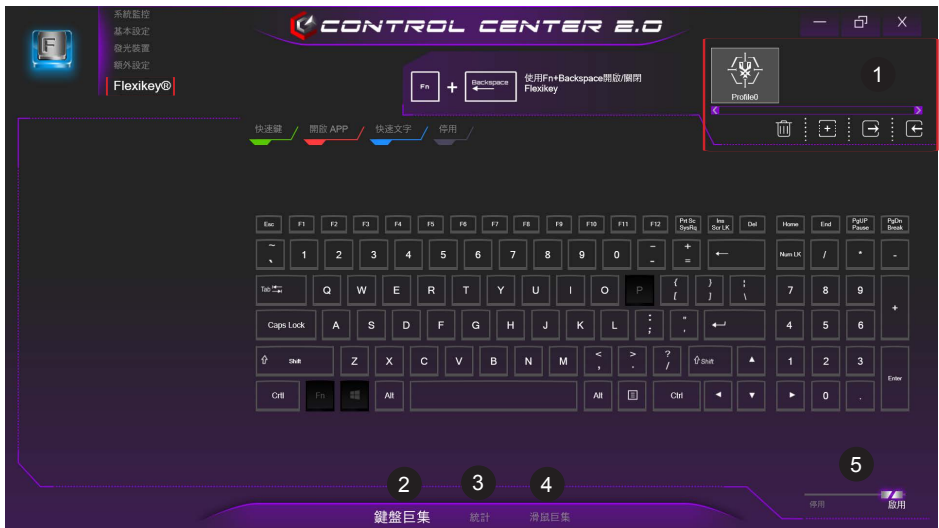 系統監控
基本設定
發光裝置
額外設定
Flexikey®
F
CONTROL CENTER 2.0
Fn + Backspace
使用Fn+Backspace開啟/關閉
Flexikey
Profile0
1
快速鍵 / 開啟 APP / 快速文字 / 停用 /
Esc F1 F2 F3 F4 F5 F6 F7 F8 F9 F10 F11 F12 Prt Sc SysRq Ins Scr LK Del Home End PgUP Pause PgDn Break
~ ` 1 2 3 4 5 6 7 8 9 0 – - + = ← Num LK / * -
Tab Q W E R T Y U I O P { [ } ] ¦ \ 7 8 9 +
Caps Lock A S D F G H J K L : ; " ' 4 5 6
Shift Z X C V B N M < , > . ? / Shift ▲ 1 2 3 Enter
Crtl Fn Alt Alt Ctrl ◄ ▼ ► 0 .
2 3 4 5
鍵盤巨集 統計 滑鼠巨集
停用 啟用